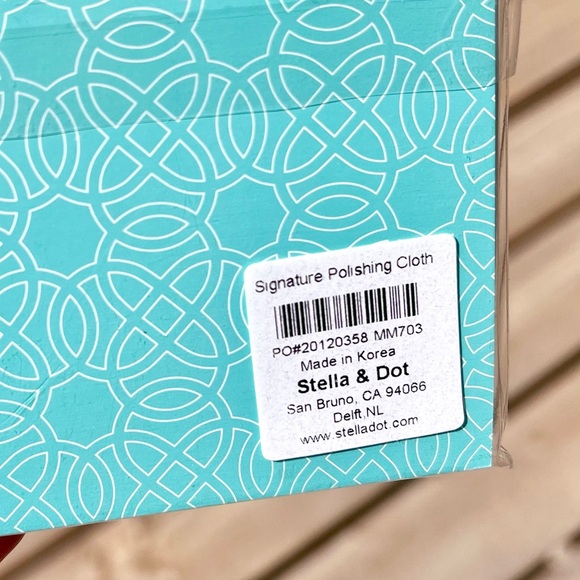 Signature Polishing Cloth
PO#20120358 MM703
Made in Korea
Stella & Dot
San Bruno, CA 94066
Delft,NL
www.stelladot.com